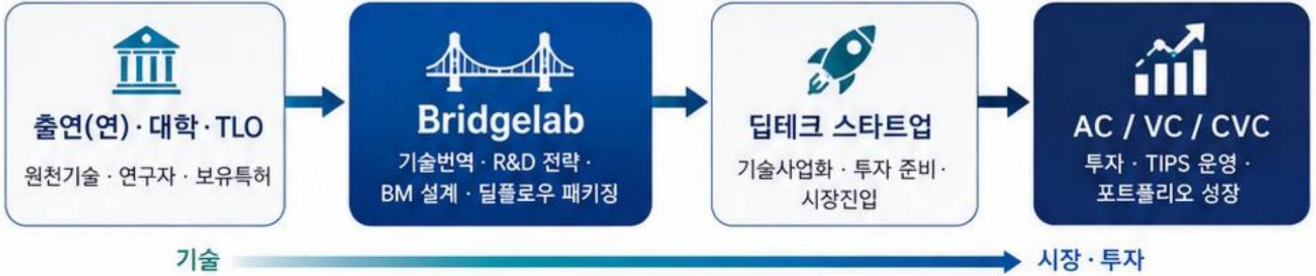 출연(연)·대학·TLO
원천기술 · 연구자 · 보유특허
Bridgelab
기술번역 · R&D 전략 ·
BM 설계 · 딜플로우 패키징
딥테크 스타트업
기술사업화 · 투자 준비 ·
시장진입
AC / VC / CVC
투자 · TIPS 운영 ·
포트폴리오 성장
기술
시장 · 투자